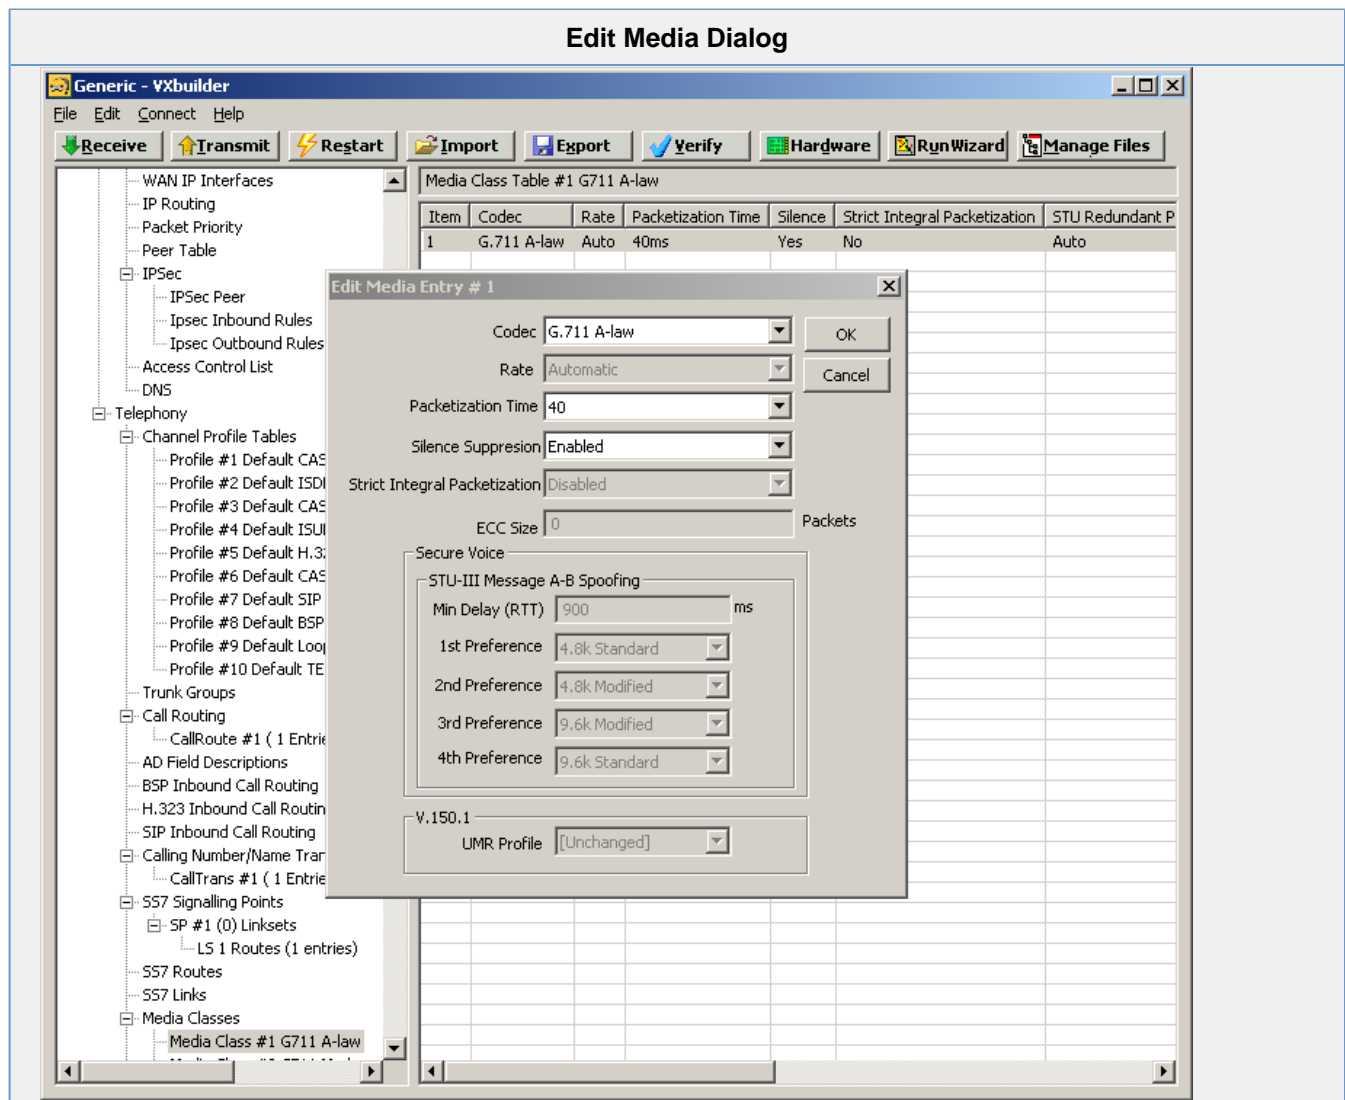 Edit Media Dialog
Generic - VXbuilder
File Edit Connect Help
Receive Transmit Restart Import Export Verify Hardware Run Wizard Manage Files
WAN IP Interfaces
IP Routing
Packet Priority
Peer Table
IPSec
IPSec Peer
Ipsec Inbound Rules
Ipsec Outbound Rules
Access Control List
DNS
Telephony
Channel Profile Tables
Profile #1 Default CAS
Profile #2 Default ISD
Profile #3 Default CAS
Profile #4 Default ISU
Profile #5 Default H.3
Profile #6 Default CAS
Profile #7 Default SIP
Profile #8 Default BSP
Profile #9 Default Loo
Profile #10 Default TE
Trunk Groups
Call Routing
CallRoute #1 ( 1 Entrie
AD Field Descriptions
BSP Inbound Call Routing
H.323 Inbound Call Routin
SIP Inbound Call Routing
Calling Number/Name Tran
CallTrans #1 ( 1 Entrie
SS7 Signalling Points
SP #1 (0) Linksets
LS 1 Routes (1 entries)
SS7 Routes
SS7 Links
Media Classes
Media Class #1 G711 A-law
Media Class Table #1 G711 A-law
Item Codec Rate Packetization Time Silence Strict Integral Packetization STU Redundant P
1 G.711 A-law Auto 40ms Yes No Auto
Edit Media Entry # 1
Codec G.711 A-law OK
Rate Automatic Cancel
Packetization Time 40
Silence Suppresion Enabled
Strict Integral Packetization Disabled
ECC Size 0 Packets
Secure Voice
STU-III Message A-B Spoofing
Min Delay (RTT) 900 ms
1st Preference 4.8k Standard
2nd Preference 4.8k Modified
3rd Preference 9.6k Modified
4th Preference 9.6k Standard
V.150.1
UMR Profile [Unchanged]